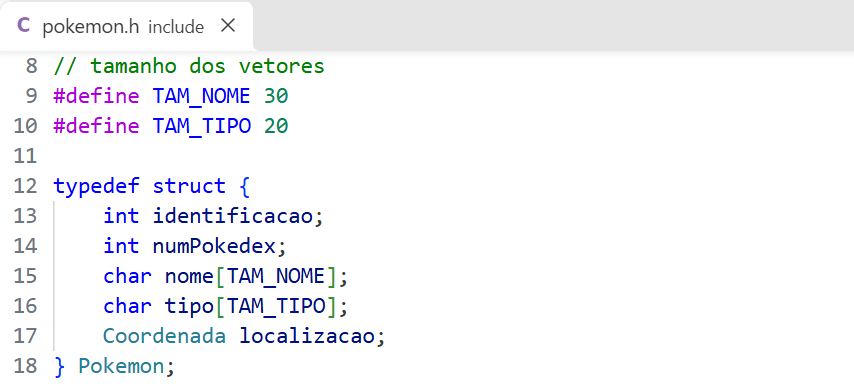 C pokemon.h include ×
8 // tamanho dos vetores
9 #define TAM_NOME 30
10 #define TAM_TIPO 20
11
12 typedef struct {
13     int identificacao;
14     int numPokedex;
15     char nome[TAM_NOME];
16     char tipo[TAM_TIPO];
17     Coordenada localizacao;
18 } Pokemon;